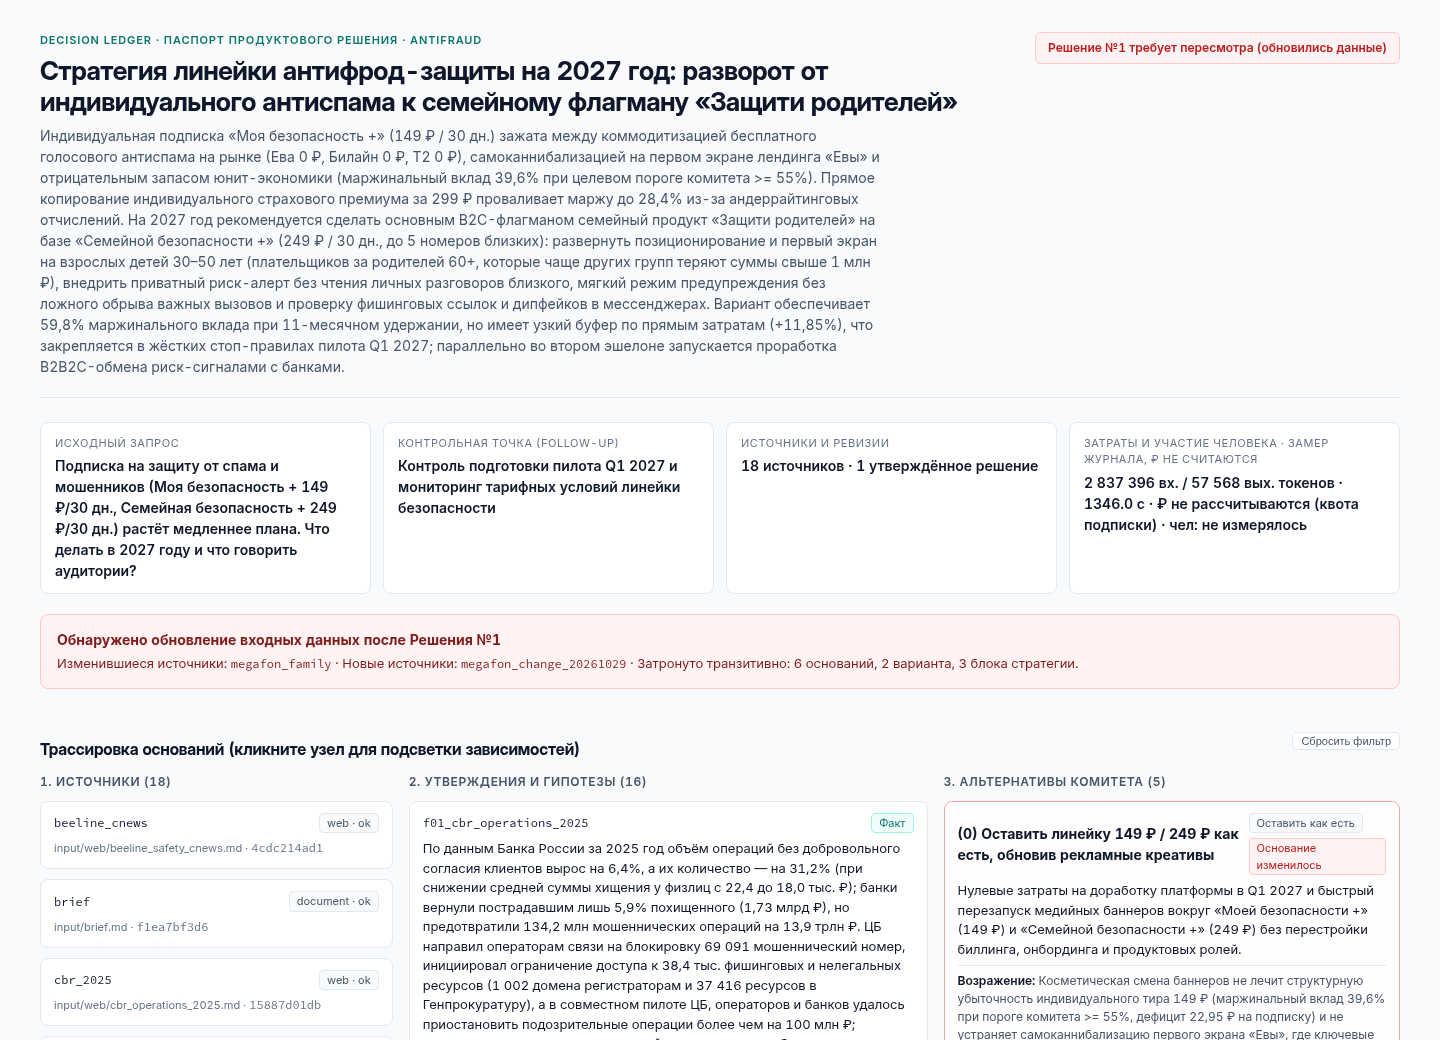 DECISION LEDGER · ПАСПОРТ ПРОДУКТОВОГО РЕШЕНИЯ · ANTIFRAUD
Решение №1 требует пересмотра (обновились данные)
Стратегия линейки антифрод-защиты на 2027 год: разворот от
индивидуального антиспама к семейному флагману «Защити родителей»
Индивидуальная подписка «Моя безопасность +» (149 ₽ / 30 дн.) зажата между коммодитизацией бесплатного
голосового антиспама на рынке (Ева 0 ₽, Билайн 0 ₽, Т2 0 ₽), самоканнибализацией на первом экране лендинга «Евы» и
отрицательным запасом юнит-экономики (маржинальный вклад 39,6% при целевом пороге комитета >= 55%). Прямое
копирование индивидуального страхового премиума за 299 ₽ проваливает маржу до 28,4% из-за андеррайтинговых
отчислений. На 2027 год рекомендуется сделать основным B2C-флагманом семейный продукт «Защити родителей» на
базе «Семейной безопасности +» (249 ₽ / 30 дн., до 5 номеров близких): развернуть позиционирование и первый экран
на взрослых детей 30–50 лет (плательщиков за родителей 60+, которые чаще других групп теряют суммы свыше 1 млн
₽), внедрить приватный риск-алерт без чтения личных разговоров близкого, мягкий режим предупреждения без
ложного обрыва важных вызовов и проверку фишинговых ссылок и дипфейков в мессенджерах. Вариант обеспечивает
59,8% маржинального вклада при 11-месячном удержании, но имеет узкий буфер по прямым затратам (+11,85%), что
закрепляется в жёстких стоп-правилах пилота Q1 2027; параллельно во втором эшелоне запускается проработка
B2B2C-обмена риск-сигналами с банками.
ИСХОДНЫЙ ЗАПРОС
Подписка на защиту от спама и
мошенников (Моя безопасность + 149
₽/30 дн., Семейная безопасность + 249
₽/30 дн.) растёт медленнее плана. Что
делать в 2027 году и что говорить
аудитории?
КОНТРОЛЬНАЯ ТОЧКА (FOLLOW-UP)
Контроль подготовки пилота Q1 2027 и
мониторинг тарифных условий линейки
безопасности
ИСТОЧНИКИ И РЕВИЗИИ
18 источников · 1 утверждённое решение
ЗАТРАТЫ И УЧАСТИЕ ЧЕЛОВЕКА · ЗАМЕР
ЖУРНАЛА, ₽ НЕ СЧИТАЮТСЯ
2 837 396 вх. / 57 568 вых. токенов ·
1346.0 с · ₽ не рассчитываются (квота
подписки) · чел: не измерялось
Обнаружено обновление входных данных после Решения №1
Изменившиеся источники: megafon_family · Новые источники: megafon_change_20261029 · Затронуто транзитивно: 6 оснований, 2 варианта, 3 блока стратегии.
Трассировка оснований (кликните узел для подсветки зависимостей)
Сбросить фильтр
1. ИСТОЧНИКИ (18)
beeline_cnews
web · ok
input/web/beeline_safety_cnews.md · 4cdc214ad1
brief
document · ok
input/brief.md · f1ea7bf3d6
cbr_2025
web · ok
input/web/cbr_operations_2025.md · 15887d01db
2. УТВЕРЖДЕНИЯ И ГИПОТЕЗЫ (16)
f01_cbr_operations_2025
Факт
По данным Банка России за 2025 год объём операций без добровольного
согласия клиентов вырос на 6,4%, а их количество — на 31,2% (при
снижении средней суммы хищения у физлиц с 22,4 до 18,0 тыс. ₽); банки
вернули пострадавшим лишь 5,9% похищенного (1,73 млрд ₽), но
предотвратили 134,2 млн мошеннических операций на 13,9 трлн ₽. ЦБ
направил операторам связи на блокировку 69 091 мошеннический номер,
инициировал ограничение доступа к 38,4 тыс. фишинговых и нелегальных
ресурсов (1 002 домена регистраторам и 37 416 ресурсов в
Генпрокуратуру), а в совместном пилоте ЦБ, операторов и банков удалось
приостановить подозрительные операции более чем на 100 млн ₽;
3. АЛЬТЕРНАТИВЫ КОМИТЕТА (5)
(0) Оставить линейку 149 ₽ / 249 ₽ как
есть, обновив рекламные креативы
Оставить как есть
Основание
изменилось
Нулевые затраты на доработку платформы в Q1 2027 и быстрый
перезапуск медийных баннеров вокруг «Моей безопасности +»
(149 ₽) и «Семейной безопасности +» (249 ₽) без перестройки
биллинга, онбординга и продуктовых ролей.
Возражение: Косметическая смена баннеров не лечит структурную
убыточность индивидуального тира 149 ₽ (маржинальный вклад 39,6%
при пороге комитета >= 55%, дефицит 22,95 ₽ на подписку) и не
устраняет самоканнибализацию первого экрана «Евы», где ключевые